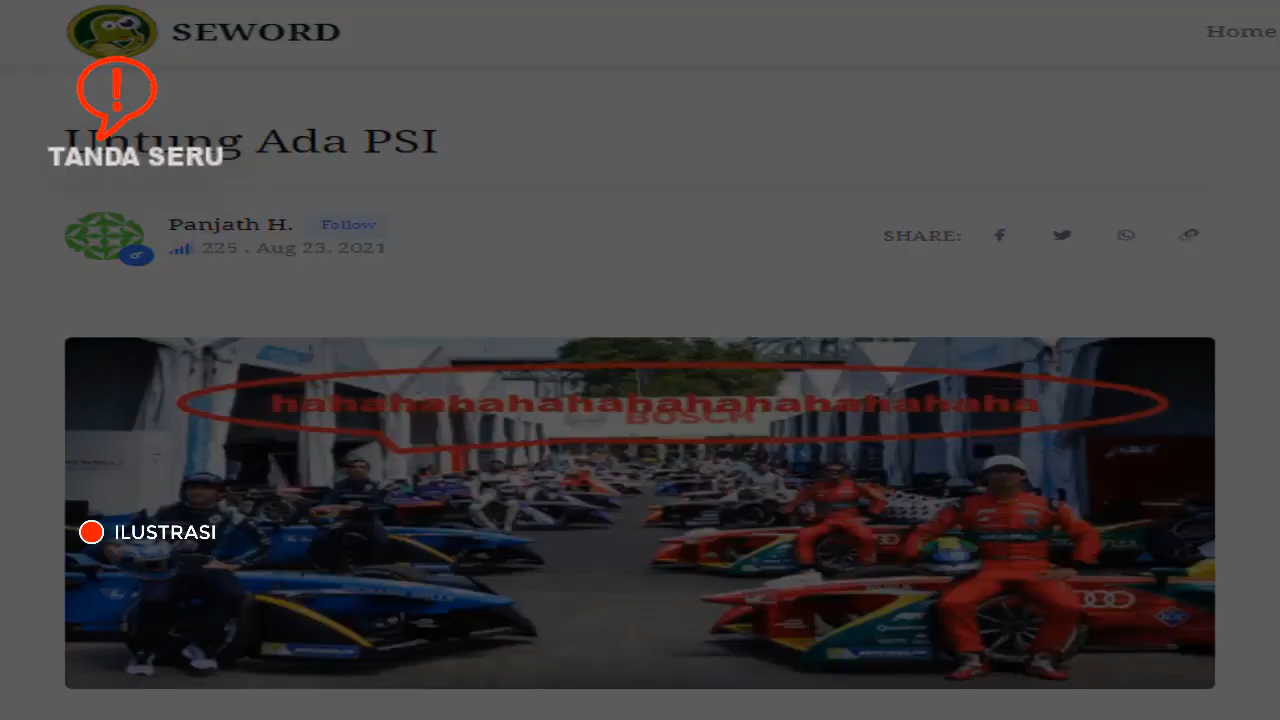 SEWORD
Home
!
Untung Ada PSI
TANDA SERU
Panjath H.
Follow
225 . Aug 23, 2021
SHARE:
hahahahahahahahahahahahaha
BOSCH
ILUSTRASI